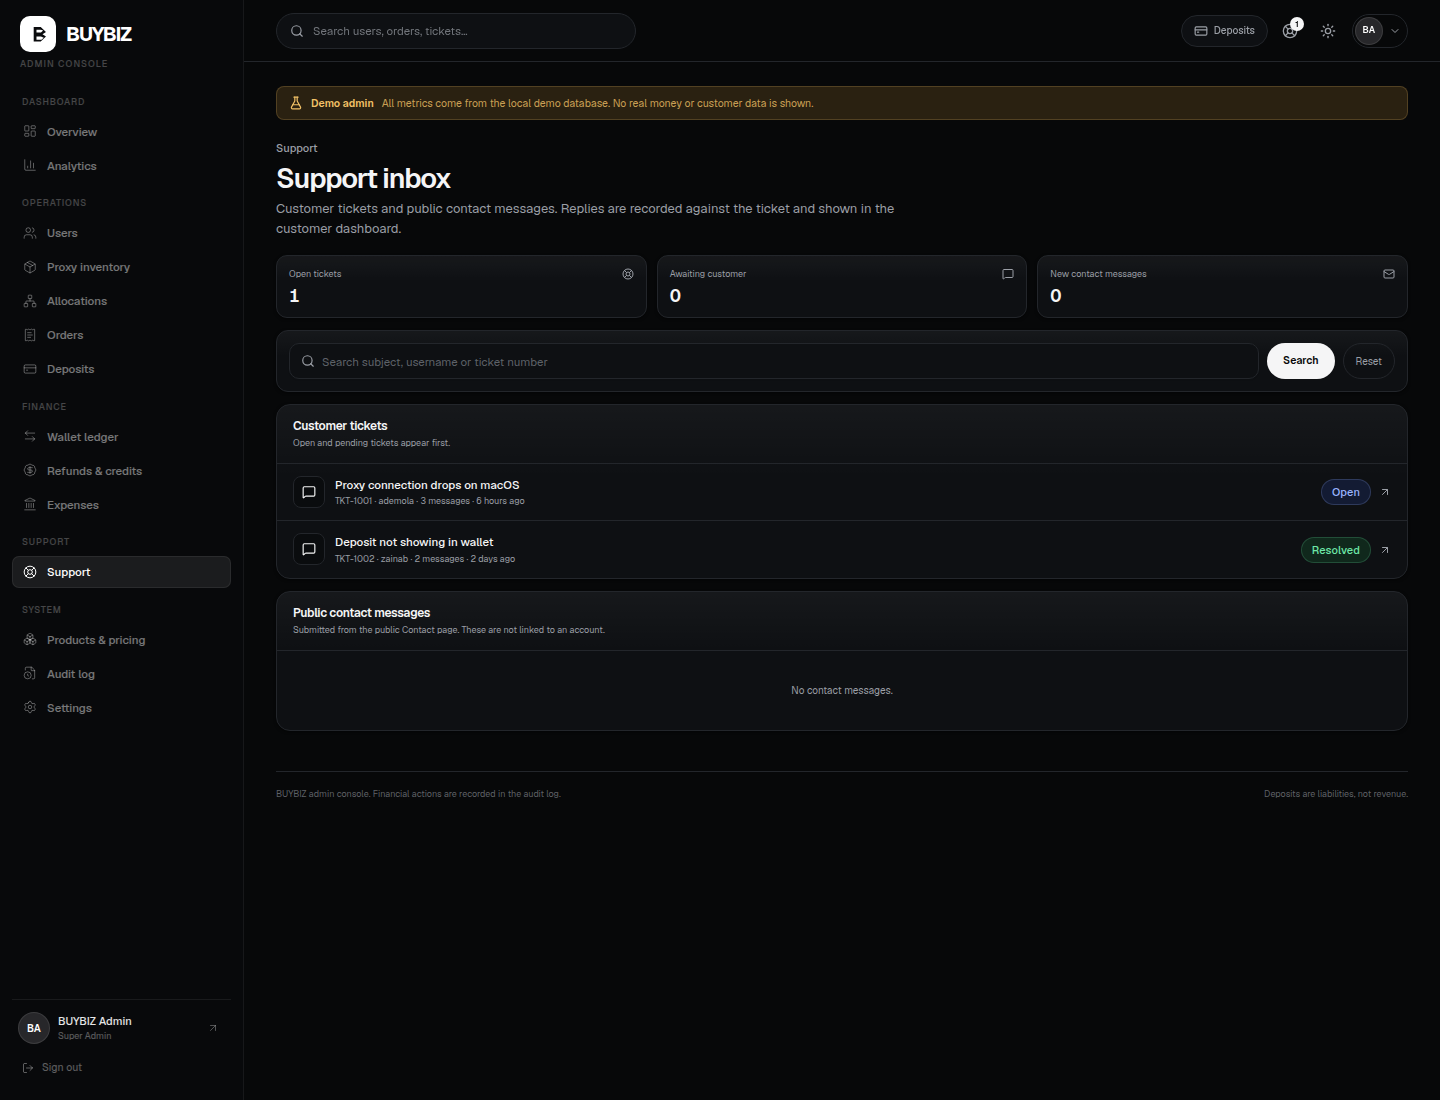 BUYBIZ
ADMIN CONSOLE
DASHBOARD
Overview
Analytics
OPERATIONS
Users
Proxy inventory
Allocations
Orders
Deposits
FINANCE
Wallet ledger
Refunds & credits
Expenses
SUPPORT
Support
SYSTEM
Products & pricing
Audit log
Settings
BA
BUYBIZ Admin
Super Admin
Sign out
Search users, orders, tickets...
Deposits
1
BA
Demo admin All metrics come from the local demo database. No real money or customer data is shown.
Support
Support inbox
Customer tickets and public contact messages. Replies are recorded against the ticket and shown in the
customer dashboard.
Open tickets
1
Awaiting customer
0
New contact messages
0
Search subject, username or ticket number
Search
Reset
Customer tickets
Open and pending tickets appear first.
Proxy connection drops on macOS
TKT-1001 · ademola · 3 messages · 6 hours ago
Open
Deposit not showing in wallet
TKT-1002 · zainab · 2 messages · 2 days ago
Resolved
Public contact messages
Submitted from the public Contact page. These are not linked to an account.
No contact messages.
BUYBIZ admin console. Financial actions are recorded in the audit log.
Deposits are liabilities, not revenue.